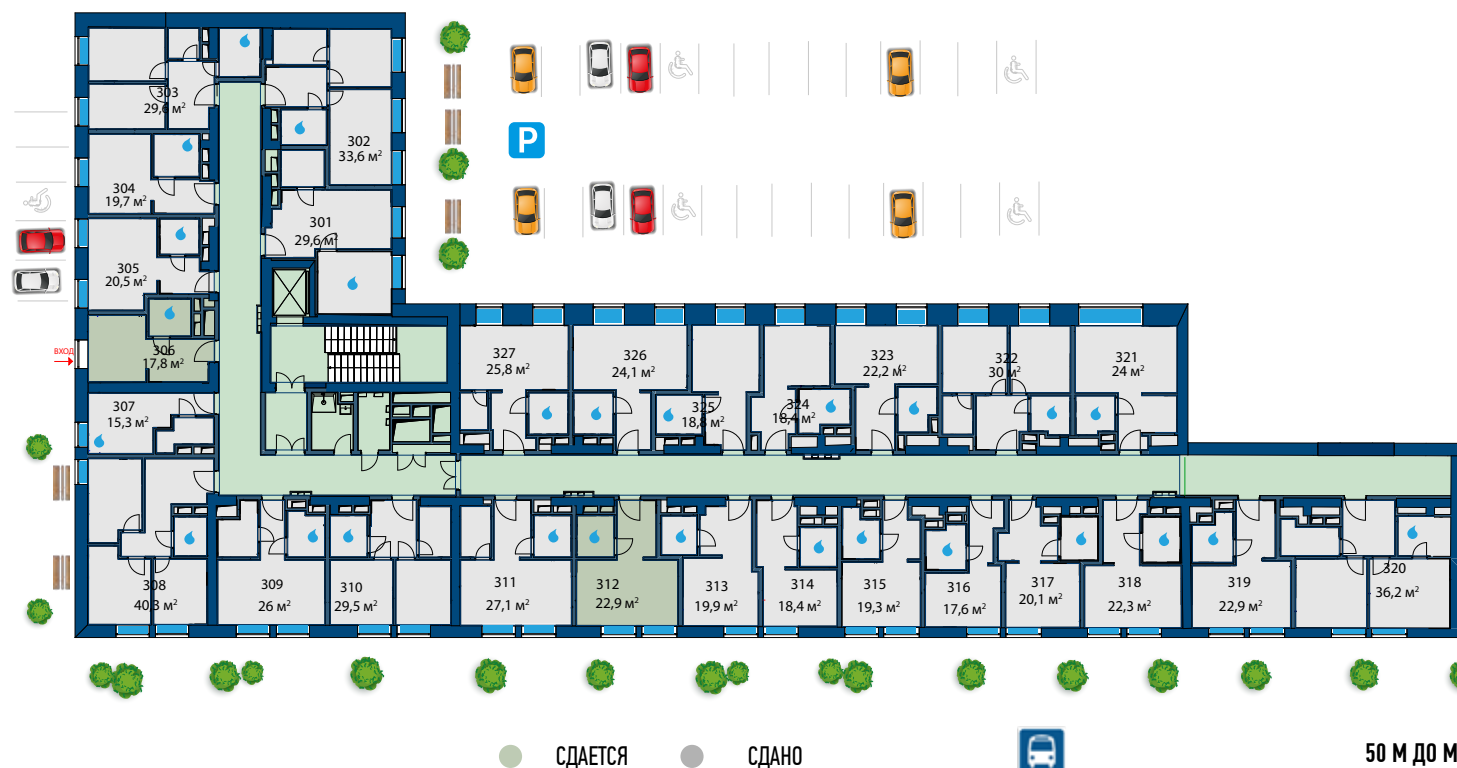 303
29,6 м²
302
33,6 м²
P
304
19,7 м²
301
29,6 м²
305
20,5 м²
306
17,8 м²
ВХОД
307
15,3 м²
327
25,8 м²
326
24,1 м²
325
18,8 м²
324
18,4 м²
323
22,2 м²
322
30 м²
321
24 м²
308
40,3 м²
309
26 м²
310
29,5 м²
311
27,1 м²
312
22,9 м²
313
19,9 м²
314
18,4 м²
315
19,3 м²
316
17,6 м²
317
20,1 м²
318
22,3 м²
319
22,9 м²
320
36,2 м²
СДАЕТСЯ
СДАНО
50 М ДО М